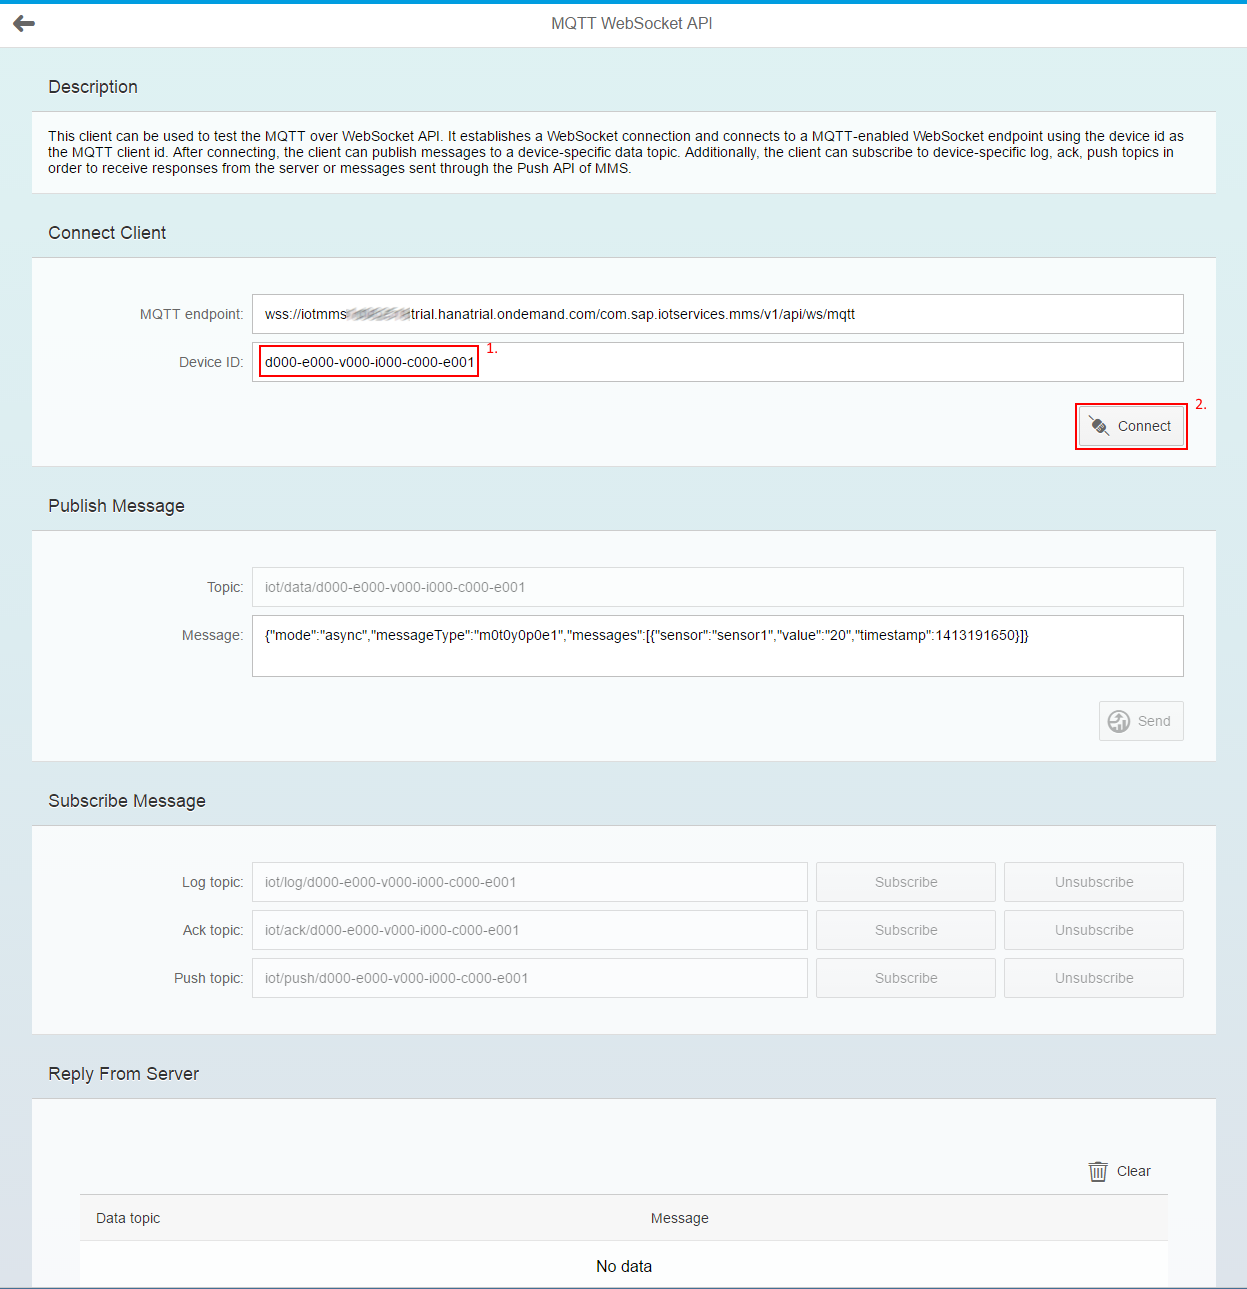 MQTT WebSocket API
Description
This client can be used to test the MQTT over WebSocket API. It establishes a WebSocket connection and connects to a MQTT-enabled WebSocket endpoint using the device id as
the MQTT client id. After connecting, the client can publish messages to a device-specific data topic. Additionally, the client can subscribe to device-specific log, ack, push topics in
order to receive responses from the server or messages sent through the Push API of MMS.
Connect Client
MQTT endpoint: wss://iotmms trial.hanatrial.ondemand.com/com.sap.iotservices.mms/v1/api/ws/mqtt
Device ID: d000-e000-v000-i000-c000-e001 1.
Connect 2.
Publish Message
Topic: iot/data/d000-e000-v000-i000-c000-e001
Message: {"mode":"async","messageType":"m0t0y0p0e1","messages":[{"sensor":"sensor1","value":"20","timestamp":1413191650}]}
Send
Subscribe Message
Log topic: iot/log/d000-e000-v000-i000-c000-e001 Subscribe Unsubscribe
Ack topic: iot/ack/d000-e000-v000-i000-c000-e001 Subscribe Unsubscribe
Push topic: iot/push/d000-e000-v000-i000-c000-e001 Subscribe Unsubscribe
Reply From Server
Clear
Data topic Message
No data